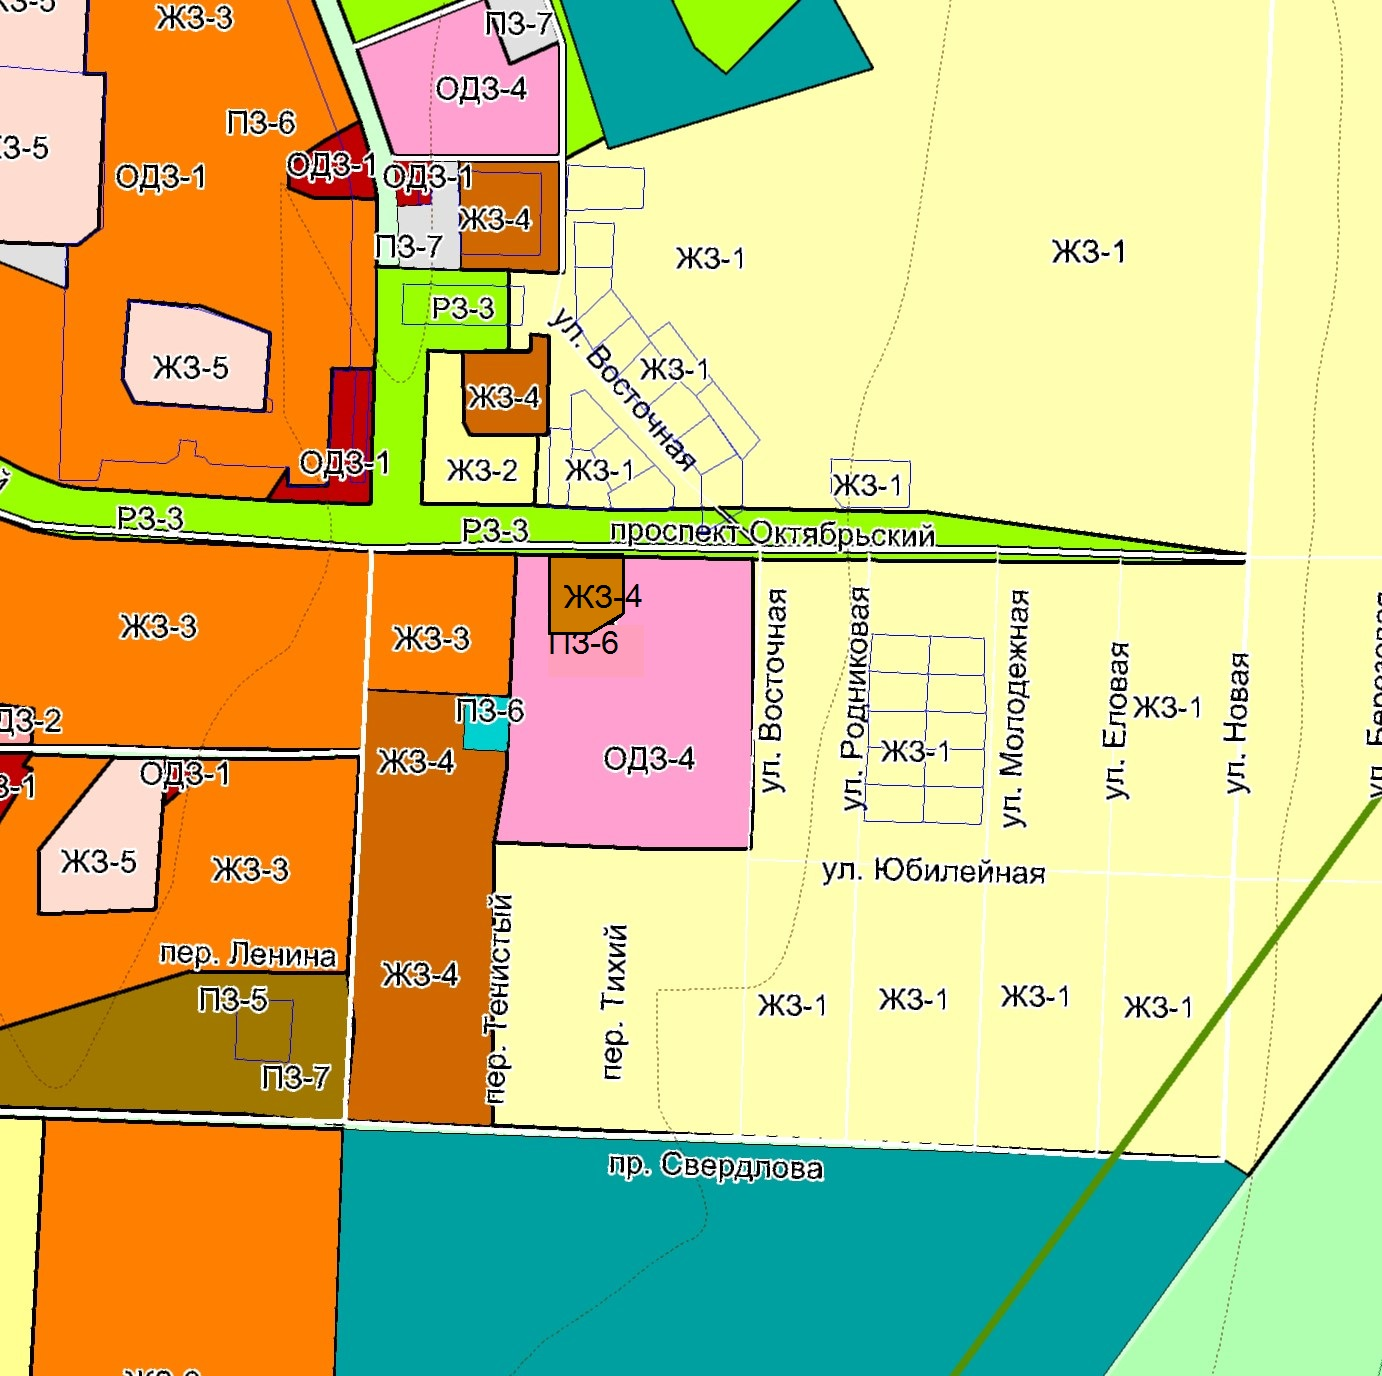 ЖЗ-3
ПЗ-7
ОДЗ-4
ПЗ-6
ОДЗ-1
ОДЗ-1
ОДЗ-1
ЖЗ-4
ПЗ-7
ЖЗ-1
ЖЗ-1
РЗ-3
ул. Восточная
ЖЗ-5
ЖЗ-1
ЖЗ-4
ОДЗ-1
ЖЗ-2
ЖЗ-1
ЖЗ-1
РЗ-3
РЗ-3
проспект Октябрьский
ЖЗ-4
ЖЗ-3
ЖЗ-3
ПЗ-6
ул. Восточная
ул. Родниковая
ул. Молодежная
ул. Еловая
ул. Новая
ПЗ-6
ЖЗ-1
ДЗ-2
ЖЗ-1
ЖЗ-4
ОДЗ-4
ОДЗ-1
З-1
ЖЗ-5
ЖЗ-3
ул. Юбилейная
пер. Ленина
пер. Тенистый
пер. Тихий
ЖЗ-4
ПЗ-5
ЖЗ-1
ЖЗ-1
ЖЗ-1
ЖЗ-1
ПЗ-7
пр. Свердлова